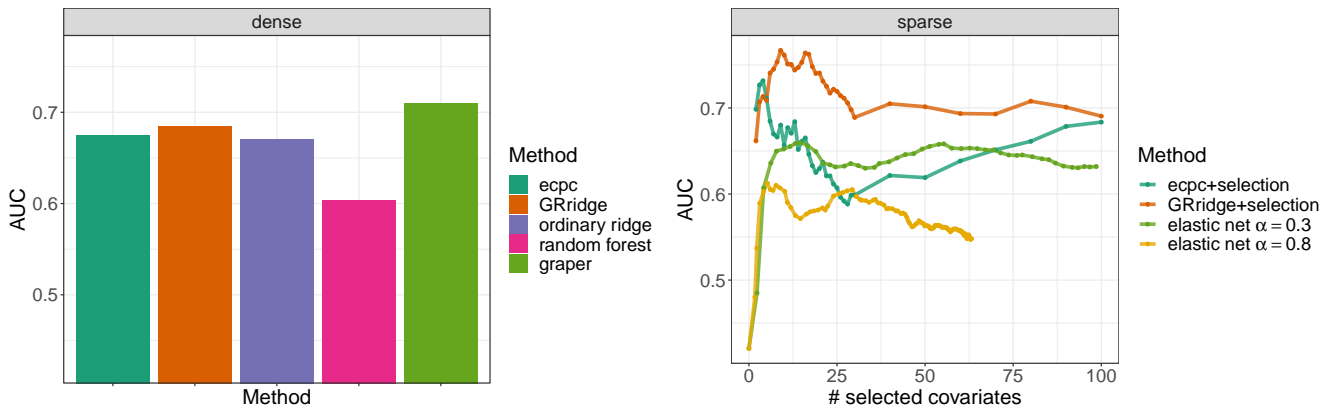 dense
AUC
0.7
0.6
0.5
Method
Method
ecpc
GRridge
ordinary ridge
random forest
graper
sparse
AUC
0.7
0.6
0.5
0
25
50
75
100
# selected covariates
Method
ecpc+selection
GRridge+selection
elastic net α = 0.3
elastic net α = 0.8